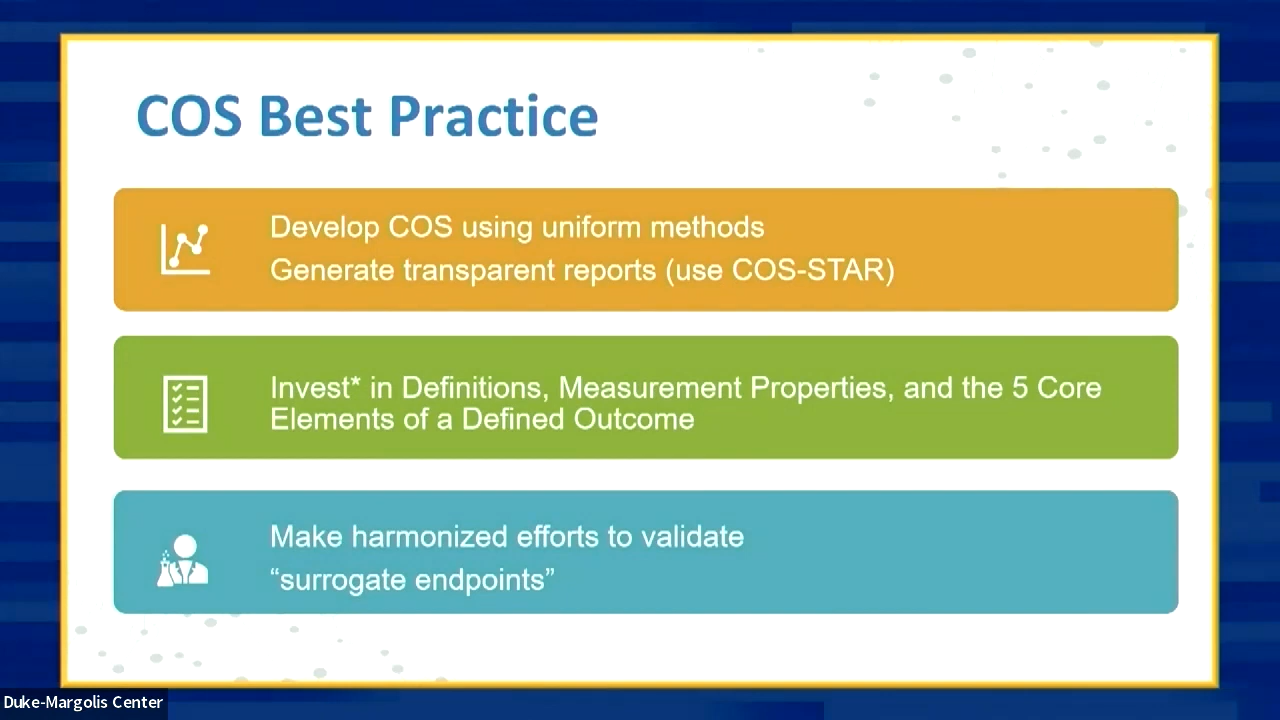 COS Best Practice
Develop COS using uniform methods
Generate transparent reports (use COS-STAR)
Invest* in Definitions, Measurement Properties, and the 5 Core
Elements of a Defined Outcome
Make harmonized efforts to validate
“surrogate endpoints”
Duke-Margolis Center